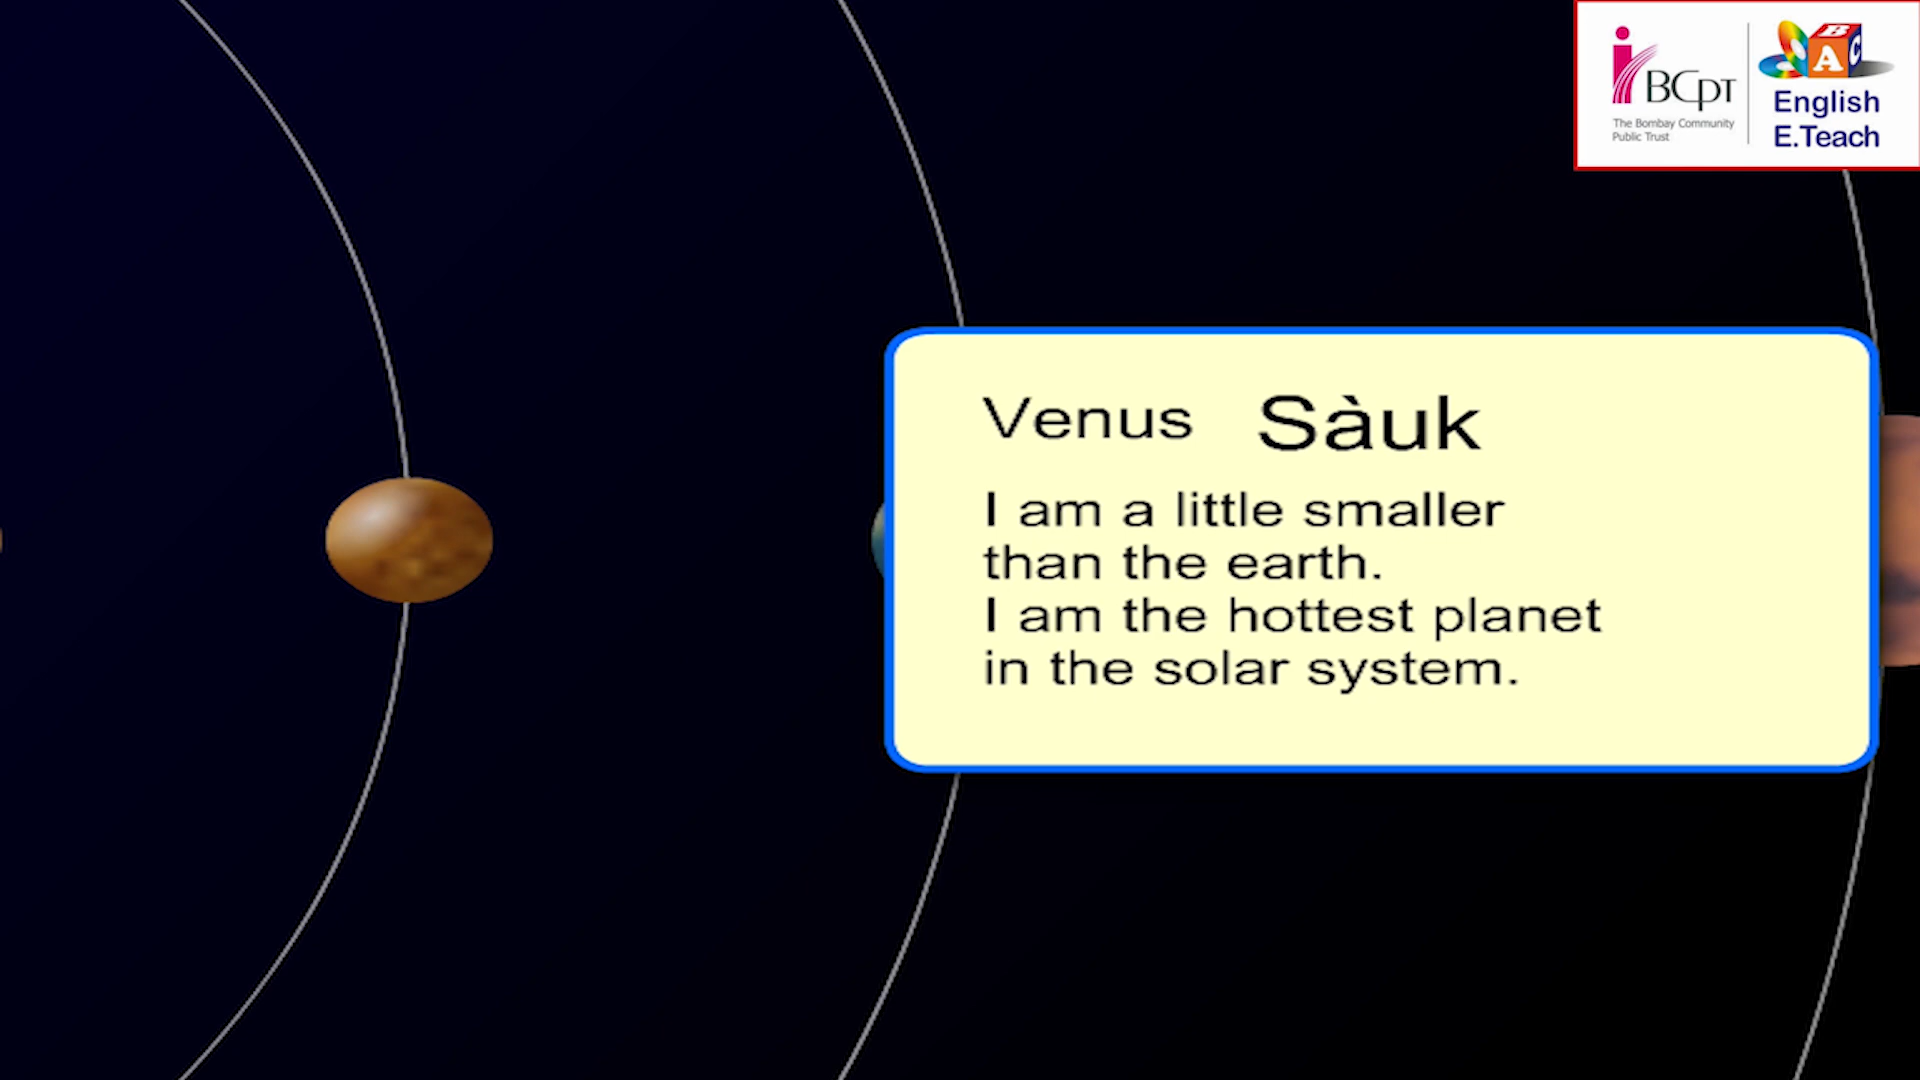 BCPT
The Bombay Community
Public Trust
A B C
English
E.Teach
Venus Sàuk
I am a little smaller
than the earth.
I am the hottest planet
in the solar system.